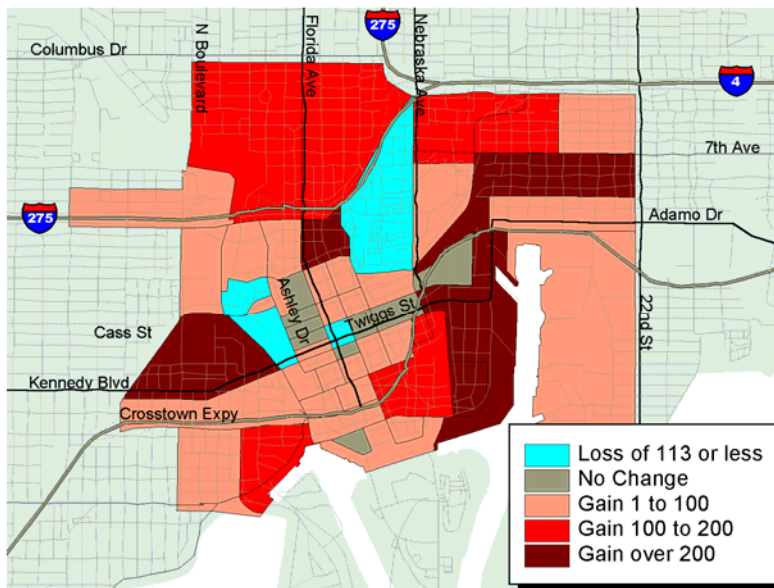 275
Columbus Dr
N Boulevard
Florida Ave
Nebraska Ave
4
7th Ave
275
Adamo Dr
Ashley Dr
Twiggs St
22nd St
Cass St
Kennedy Blvd
Crosstown Expy
Loss of 113 or less
No Change
Gain 1 to 100
Gain 100 to 200
Gain over 200